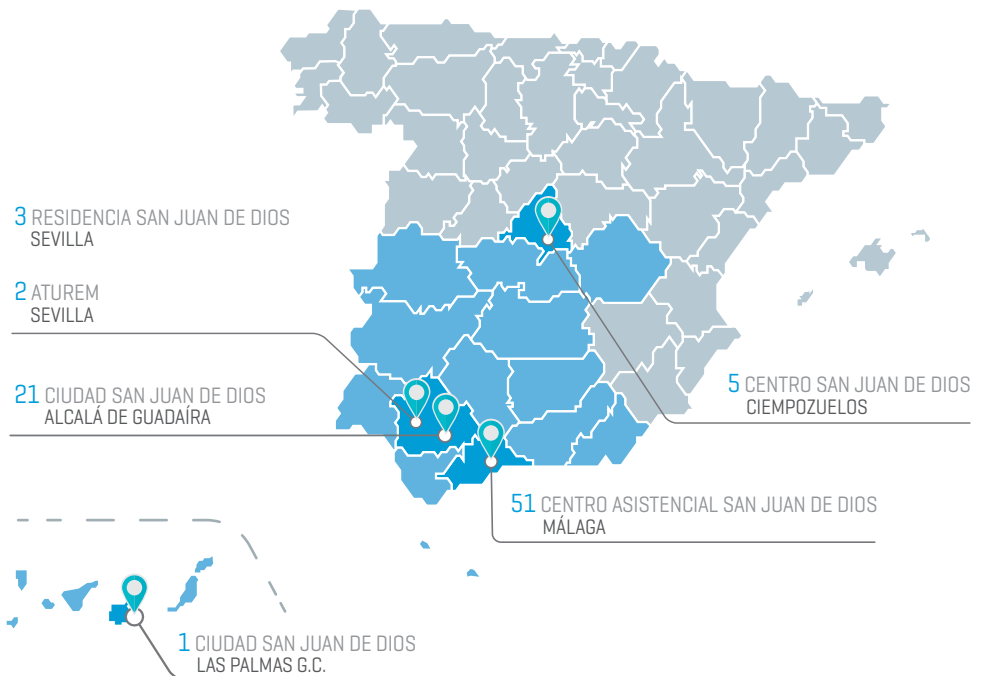 3 RESIDENCIA SAN JUAN DE DIOS
SEVILLA
2 ATUREM
SEVILLA
21 CIUDAD SAN JUAN DE DIOS
ALCALÁ DE GUADAÍRA
5 CENTRO SAN JUAN DE DIOS
CIEMPOZUELOS
51 CENTRO ASISTENCIAL SAN JUAN DE DIOS
MÁLAGA
1 CIUDAD SAN JUAN DE DIOS
LAS PALMAS G.C.